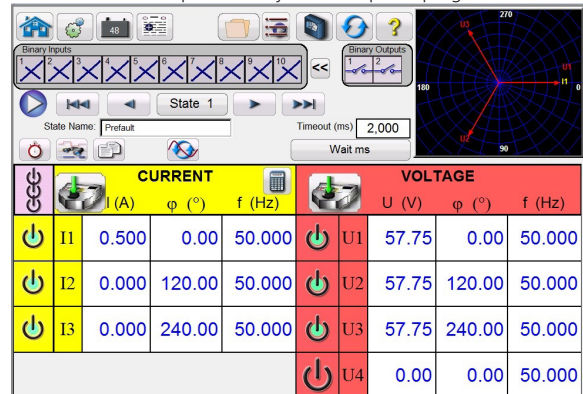 48
?
Binary Inputs
1 2 3 4 5 6 7 8 9 10
<<
Binary Outputs
1 2
State 1
State Name: Prefault
Timeout (ms) 2,000
Wait ms
270
U3
180
U1
I1
0
U2
90
CURRENT
I (A) φ (°) f (Hz)
VOLTAGE
U (V) φ (°) f (Hz)
I1 0.500 0.00 50.000 U1 57.75 0.00 50.000
I2 0.000 120.00 50.000 U2 57.75 120.00 50.000
I3 0.000 240.00 50.000 U3 57.75 240.00 50.000
U4 0.00 0.00 50.000